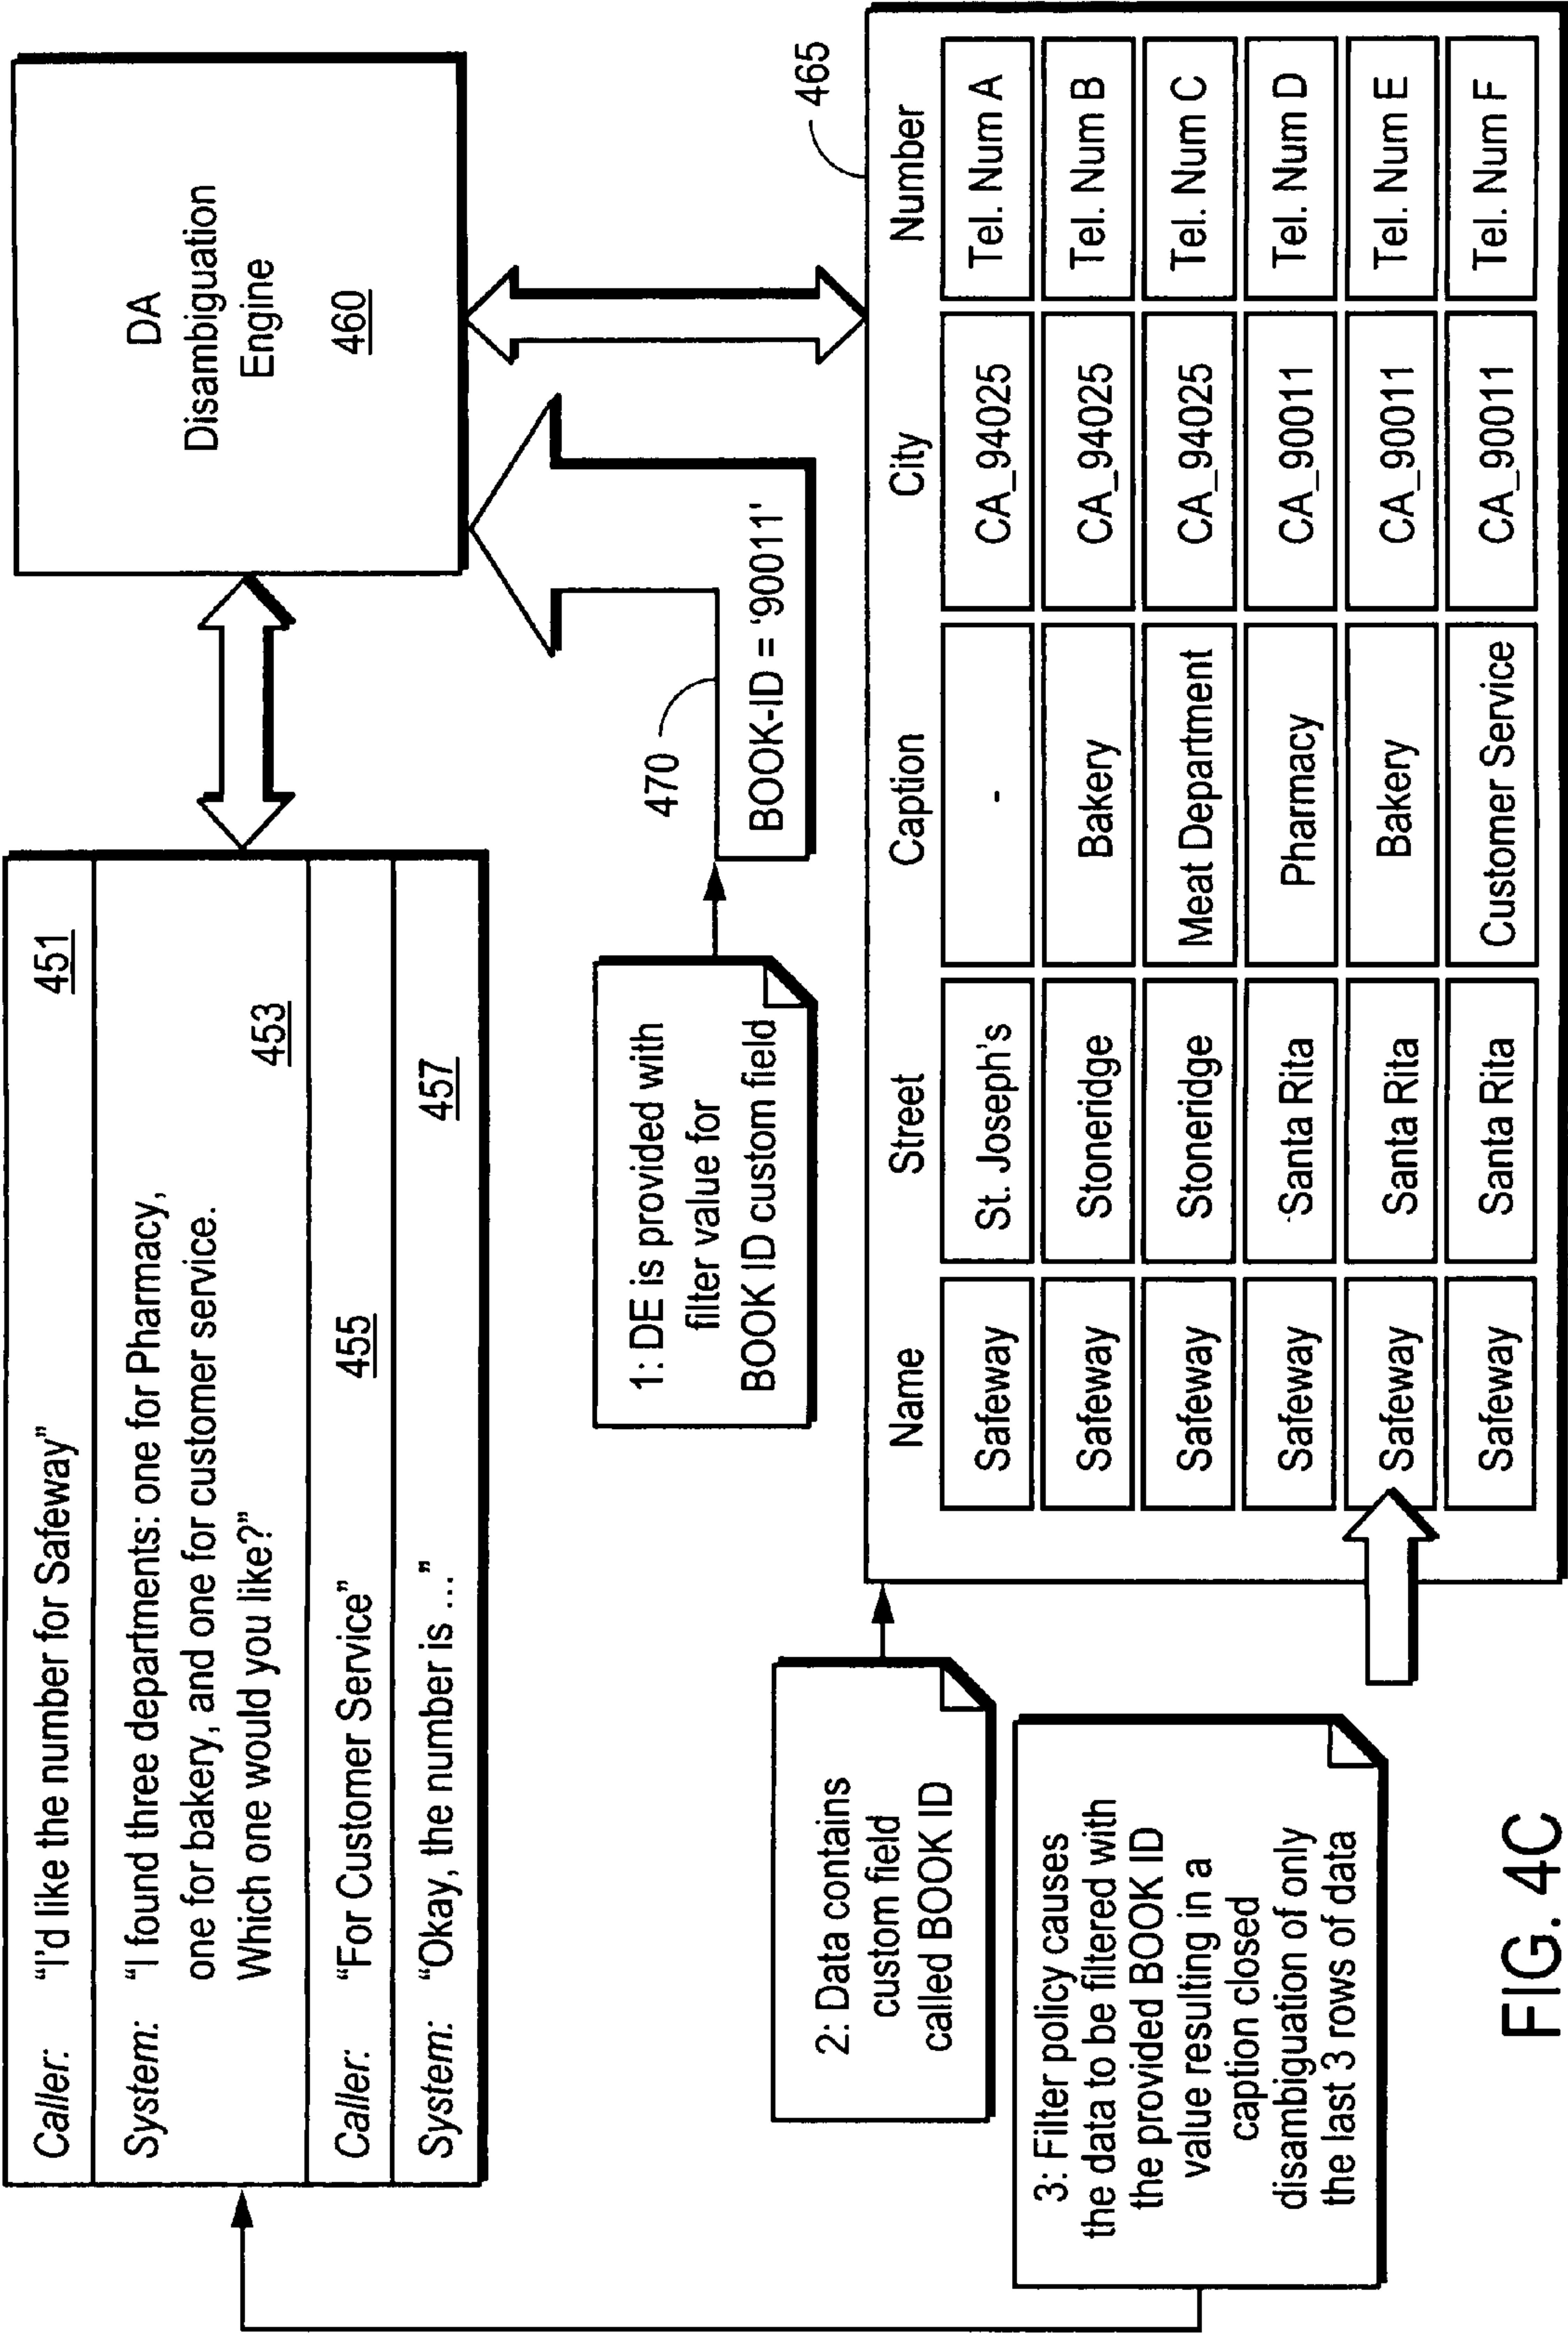 Caller: "I'd like the number for Safeway" 451
System: "I found three departments: one for Pharmacy,
one for bakery, and one for customer service.
Which one would you like?" 453
Caller: "For Customer Service" 455
System: "Okay, the number is ..." 457
DA
Disambiguation
Engine
460
1: DE is provided with
filter value for
BOOK ID custom field
470
BOOK-ID = '90011'
2: Data contains
custom field
called BOOK ID
3: Filter policy causes
the data to be filtered with
the provided BOOK ID
value resulting in a
caption closed
disambiguation of only
the last 3 rows of data
465
Name Street Caption City Number
Safeway St. Joseph's - CA_94025 Tel. Num A
Safeway Stoneridge Bakery CA_94025 Tel. Num B
Safeway Stoneridge Meat Department CA_94025 Tel. Num C
Safeway Santa Rita Pharmacy CA_90011 Tel. Num D
Safeway Santa Rita Bakery CA_90011 Tel. Num E
Safeway Santa Rita Customer Service CA_90011 Tel. Num F
FIG. 4C